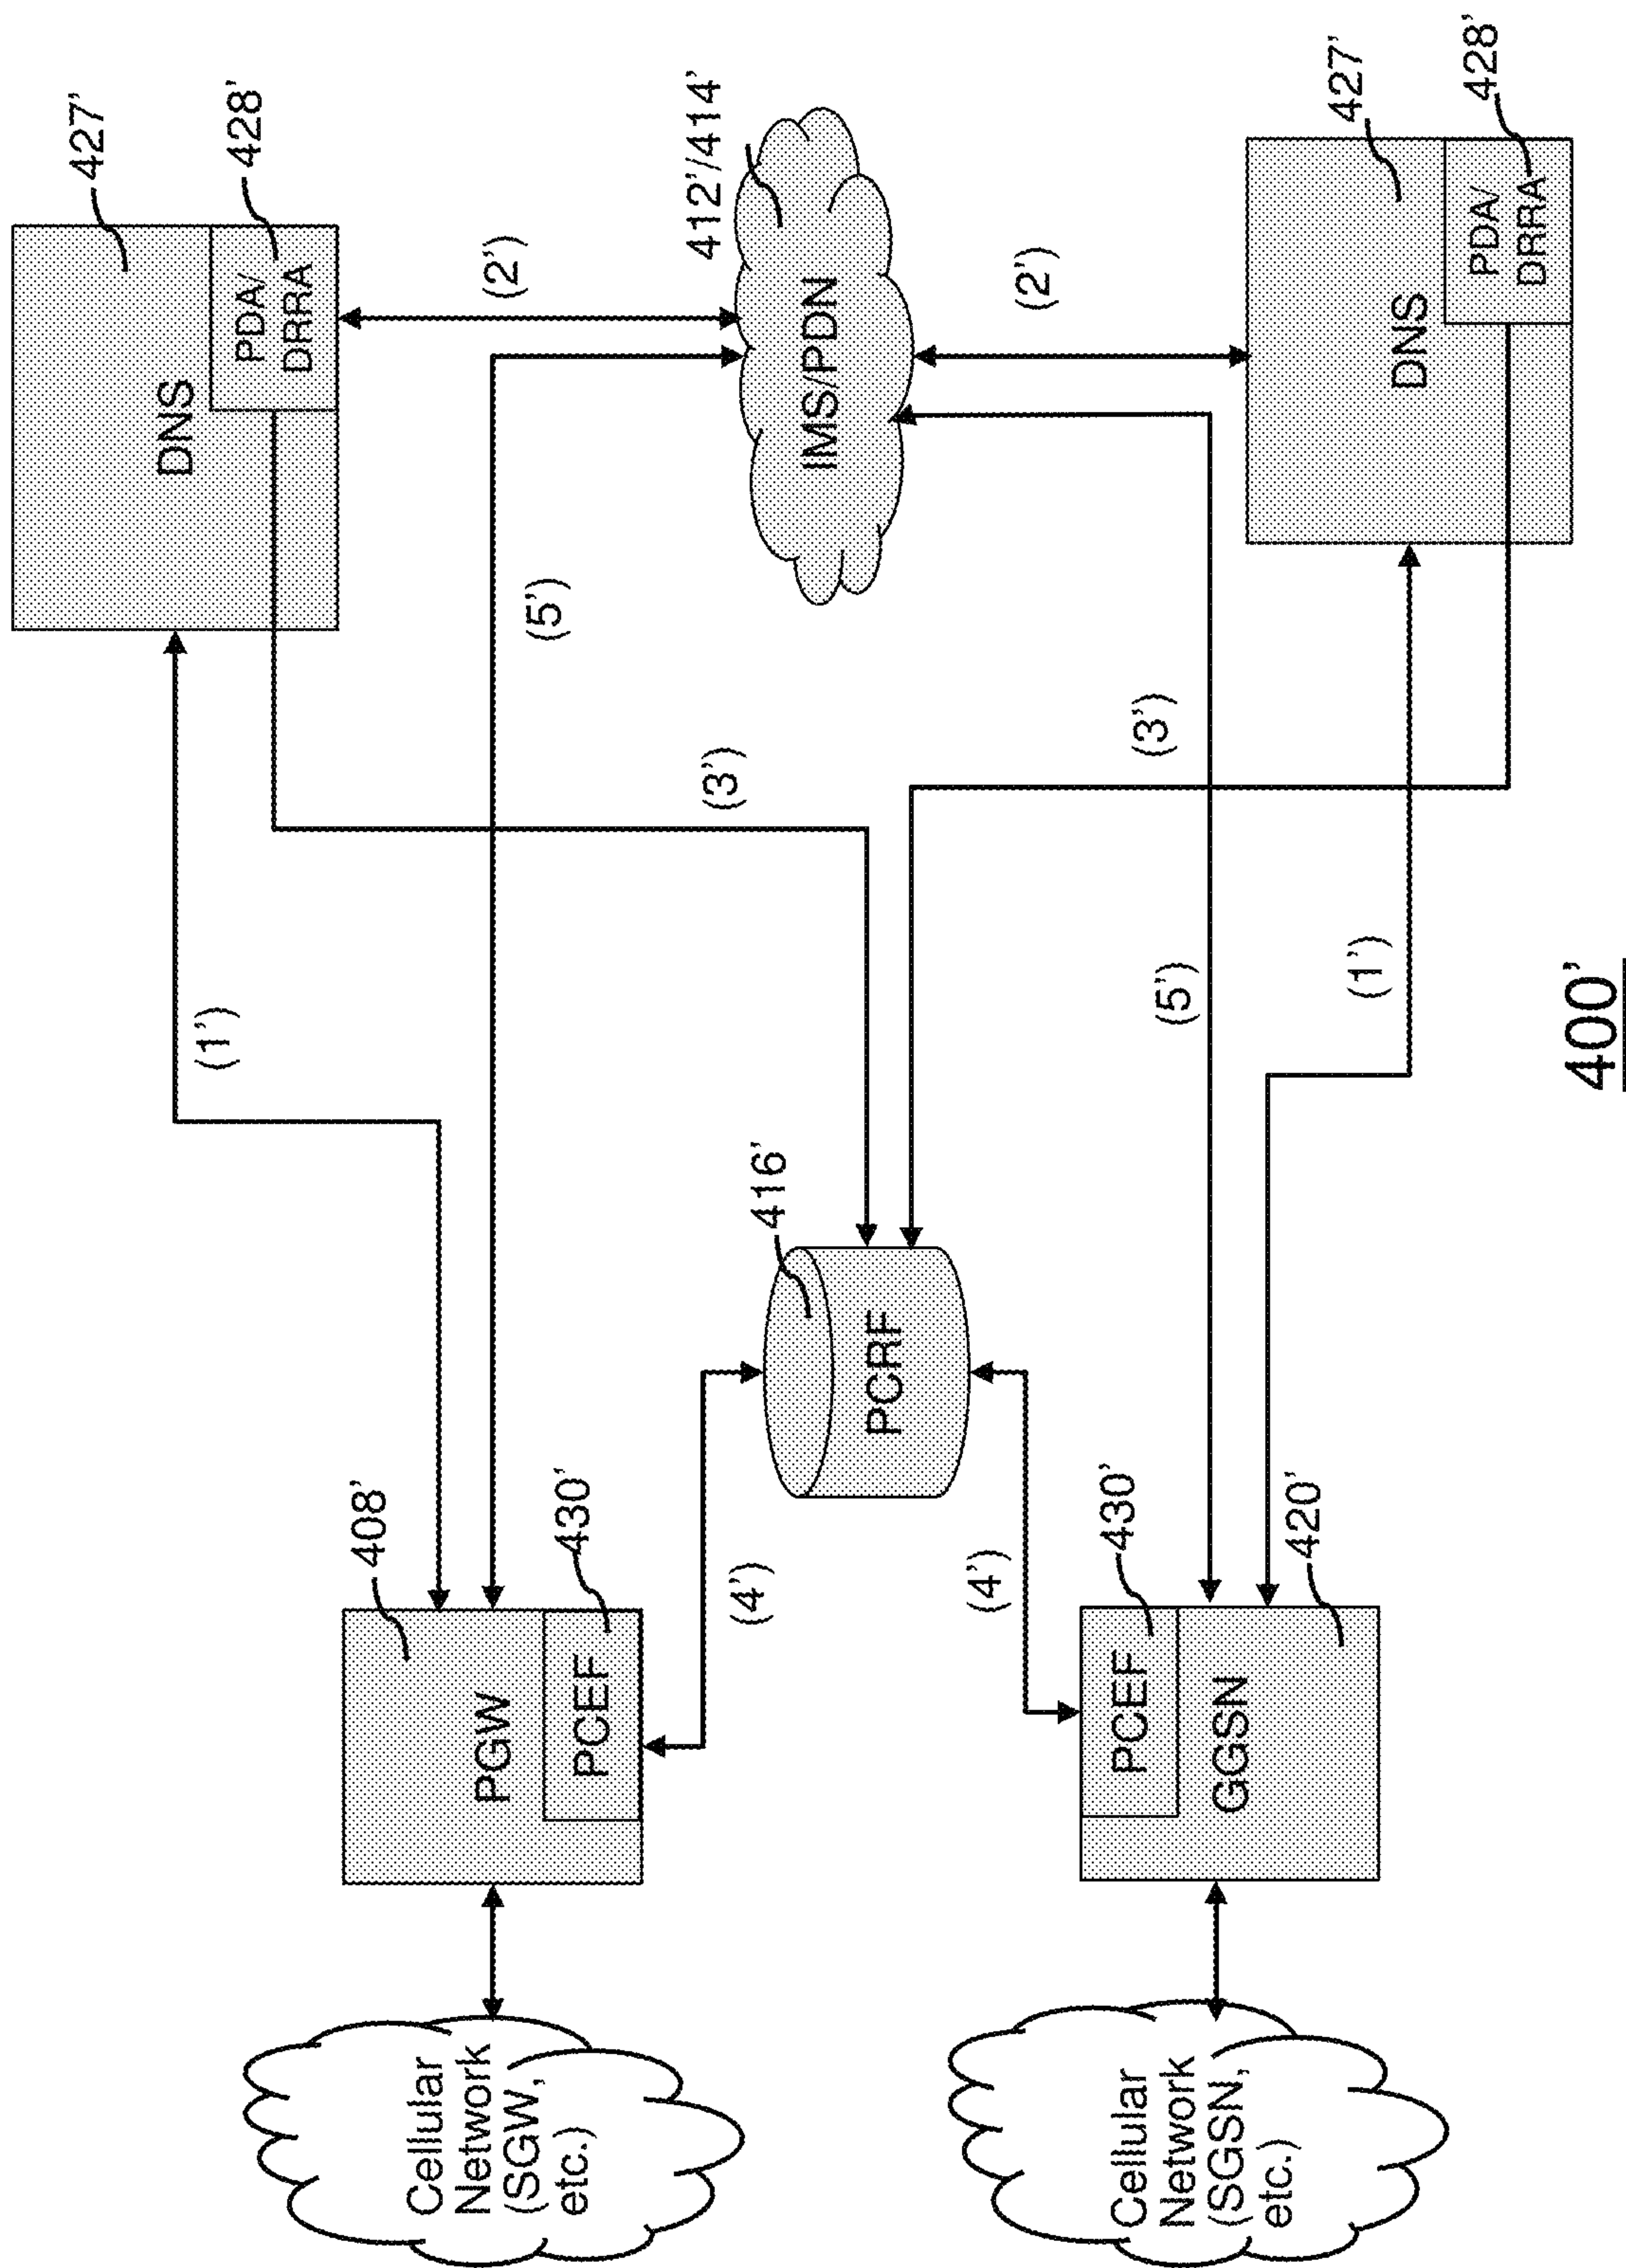 427'
DNS
PDA/
DRRA
428'
(1')
(2')
(5')
(3')
408'
PGW
PCEF
430'
Cellular
Network
(SGW,
etc.)
(4')
416'
PCRF
412'/414'
IMS/PDN
(4')
(2')
(3')
(5')
(1')
430'
PCEF
GGSN
420'
Cellular
Network
(SGSN,
etc.)
427'
DNS
PDA/
DRRA
428'
400'